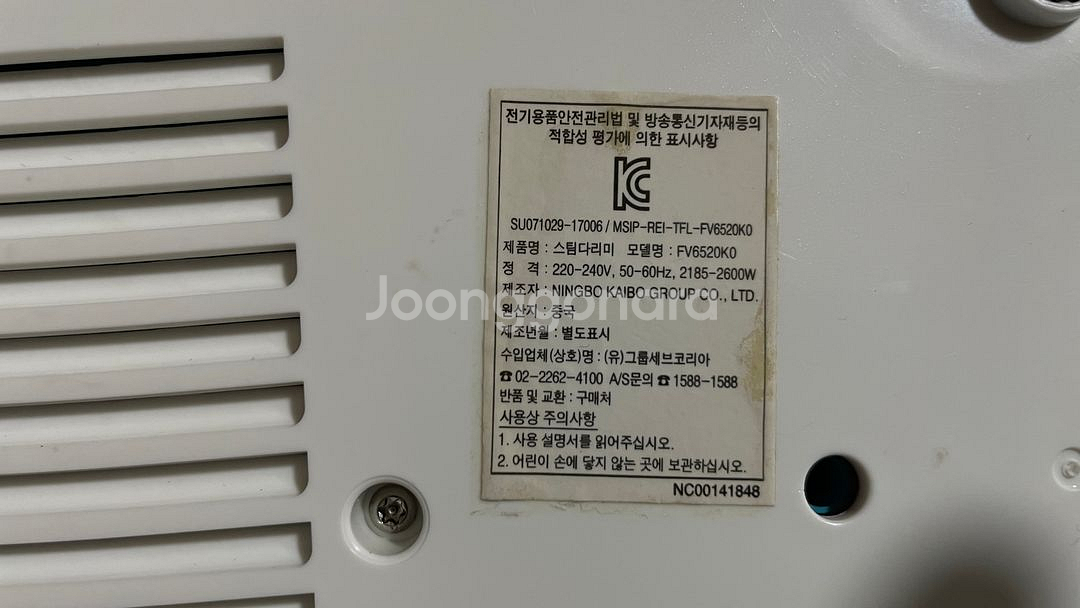 전기용품안전관리법 및 방송통신기자재등의
적합성 평가에 의한 표시사항
KC
SU071029-17006 / MSIP-REI-TFL-FV6520K0
제품명 : 스팀다리미 모델명 : FV6520K0
정 격 : 220-240V, 50-60Hz, 2185-2600W
제조자 : NINGBO KAIBO GROUP CO., LTD.
Joonggonara
원산지 : 중국
제조년월 : 별도표시
수입업체(상호)명 : (유)그룹세브코리아
☎ 02-2262-4100 A/S문의 ☎ 1588-1588
반품 및 교환 : 구매처
사용상 주의사항
1. 사용 설명서를 읽어주십시오.
2. 어린이 손에 닿지 않는 곳에 보관하십시오.
NC00141848